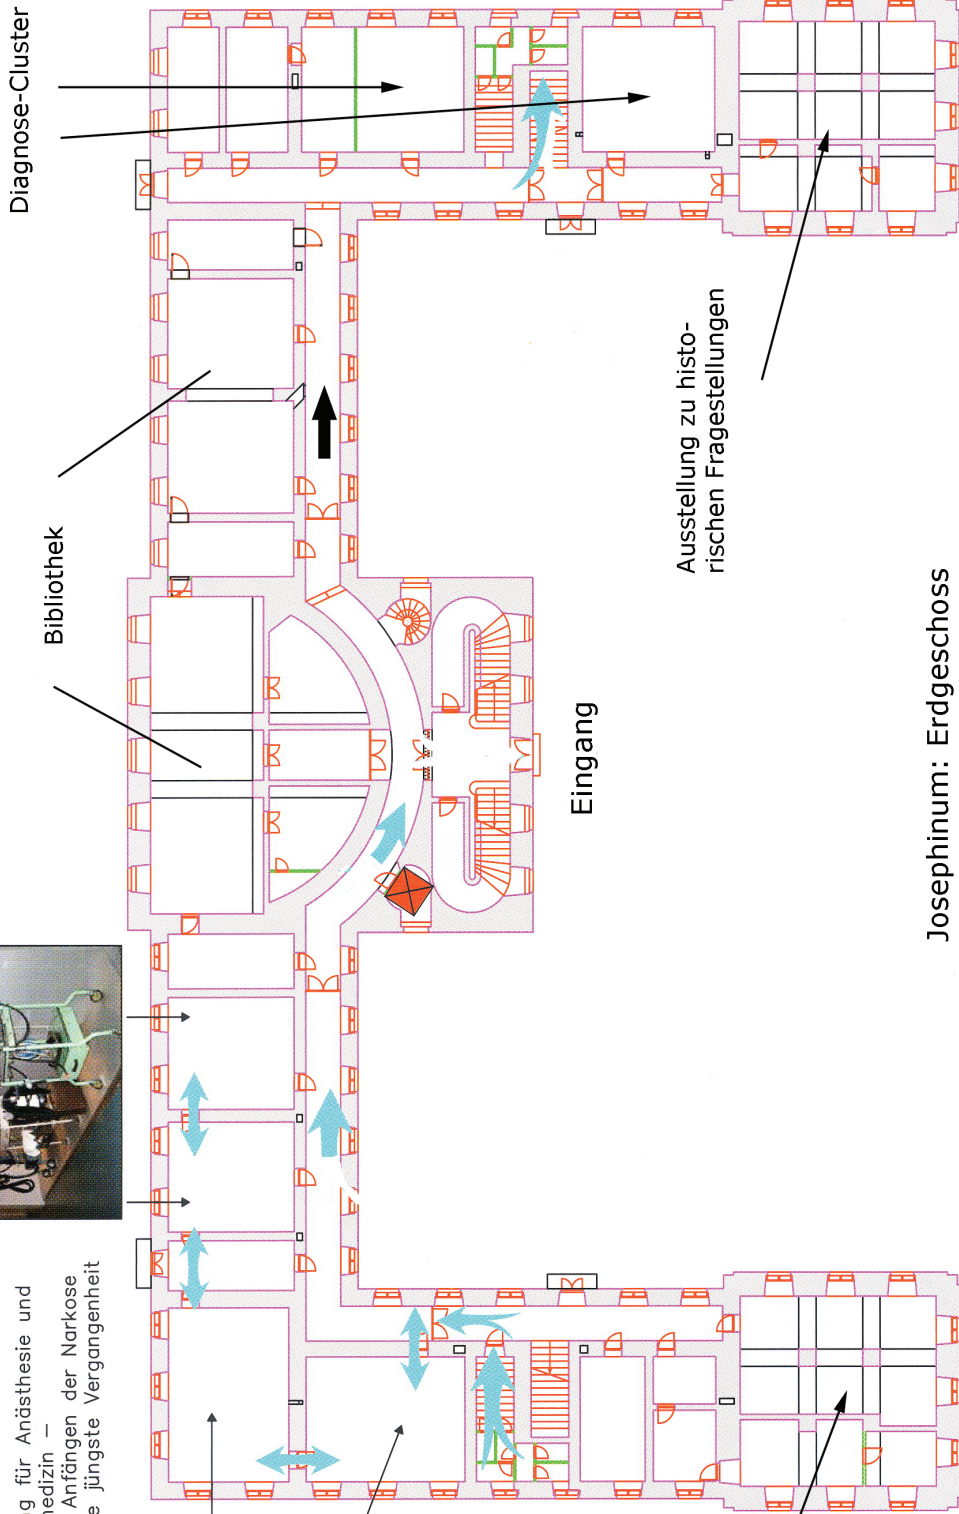 Diagnose-Cluster
Bibliothek
Ausstellung zu histo-
rischen Fragestellungen
Eingang
Josephinum: Erdgeschoss
für Anästhesie und
Anfängen der Narkose
jüngste Vergangenheit